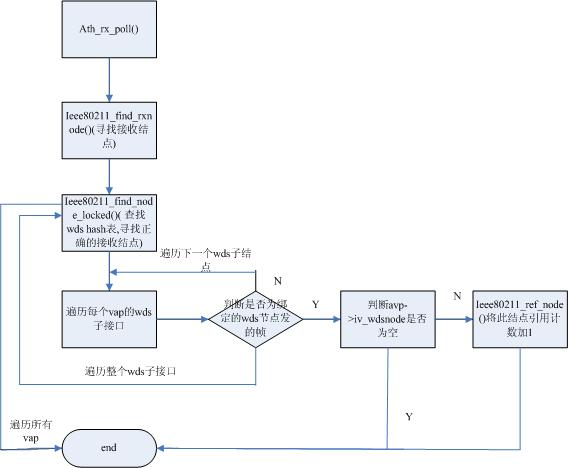 Ath_rx_poll()
Ieee80211_find_rxn
ode()(寻找接收结
点)
Ieee80211_find_nod
e_locked()( 查找
wds hash表,寻找正
确的接收结点)
遍历下一个wds子结
点
N
遍历每个vap的wds
子接口
判断是否为绑
定的wds节点发
的帧
Y
判断avp-
>iv_wdsnode是否
为空
N
Ieee80211_ref_node
()将此结点引用计
数加1
遍历整个wds子接口
Y
遍历所有
vap
end